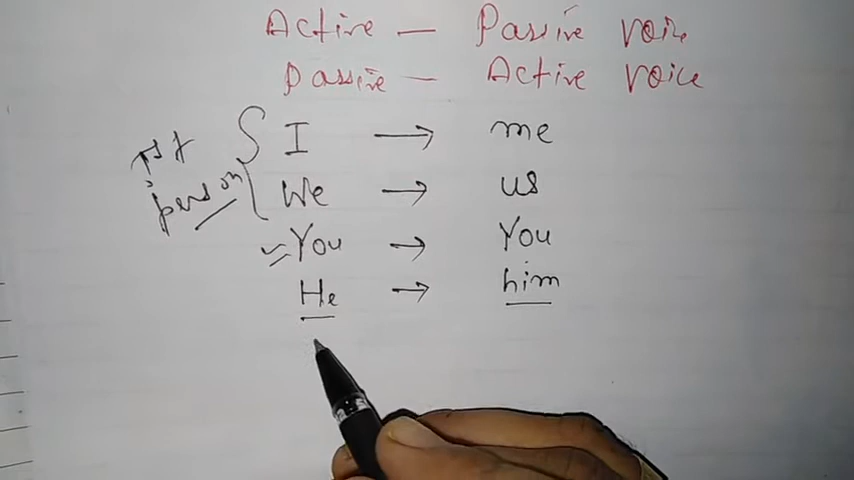 Active — Passive voice
Passive — Active voice
1st person
I → me
We → us
You → You
He → him